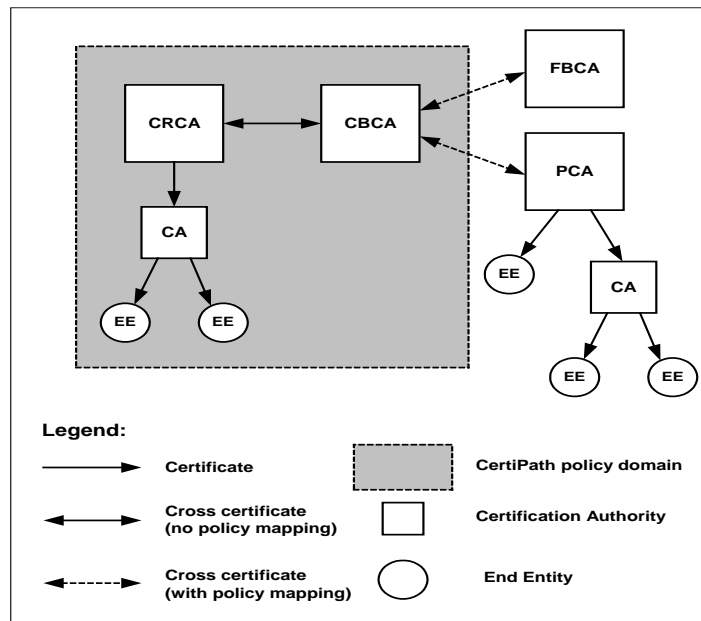 FBCA
CRCA
CBCA
PCA
CA
EE
CA
EE
EE
EE
EE
Legend:
Certificate
CertiPath policy domain
Cross certificate
(no policy mapping)
Certification Authority
Cross certificate
(with policy mapping)
End Entity